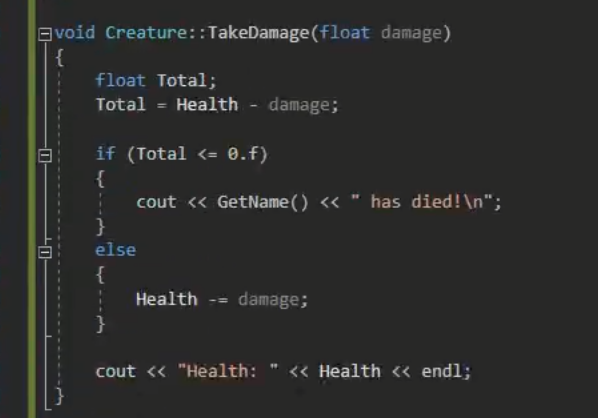 void Creature::TakeDamage(float damage)
{
float Total;
Total = Health - damage;
if (Total <= 0.f)
{
cout << GetName() << " has died!\n";
}
else
{
Health -= damage;
}
cout << "Health: " << Health << endl;
}